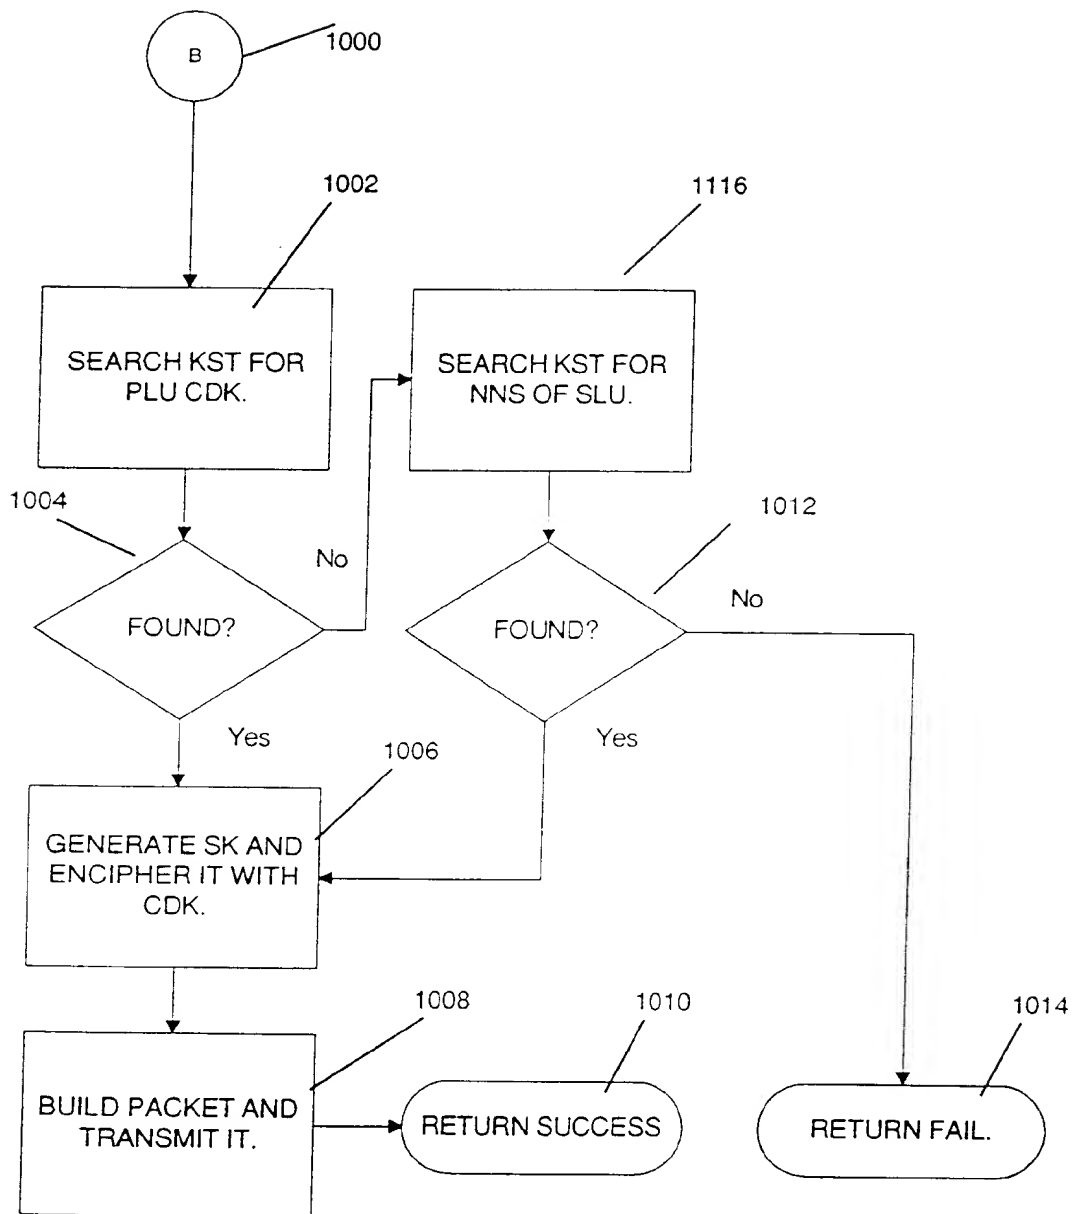 B
1000
1002
1116
SEARCH KST FOR
PLU CDK.
SEARCH KST FOR
NNS OF SLU.
1004
No
1012
No
FOUND?
FOUND?
Yes
Yes
1006
GENERATE SK AND
ENCIPHER IT WITH
CDK.
1008
1010
1014
BUILD PACKET AND
TRANSMIT IT.
RETURN SUCCESS
RETURN FAIL.